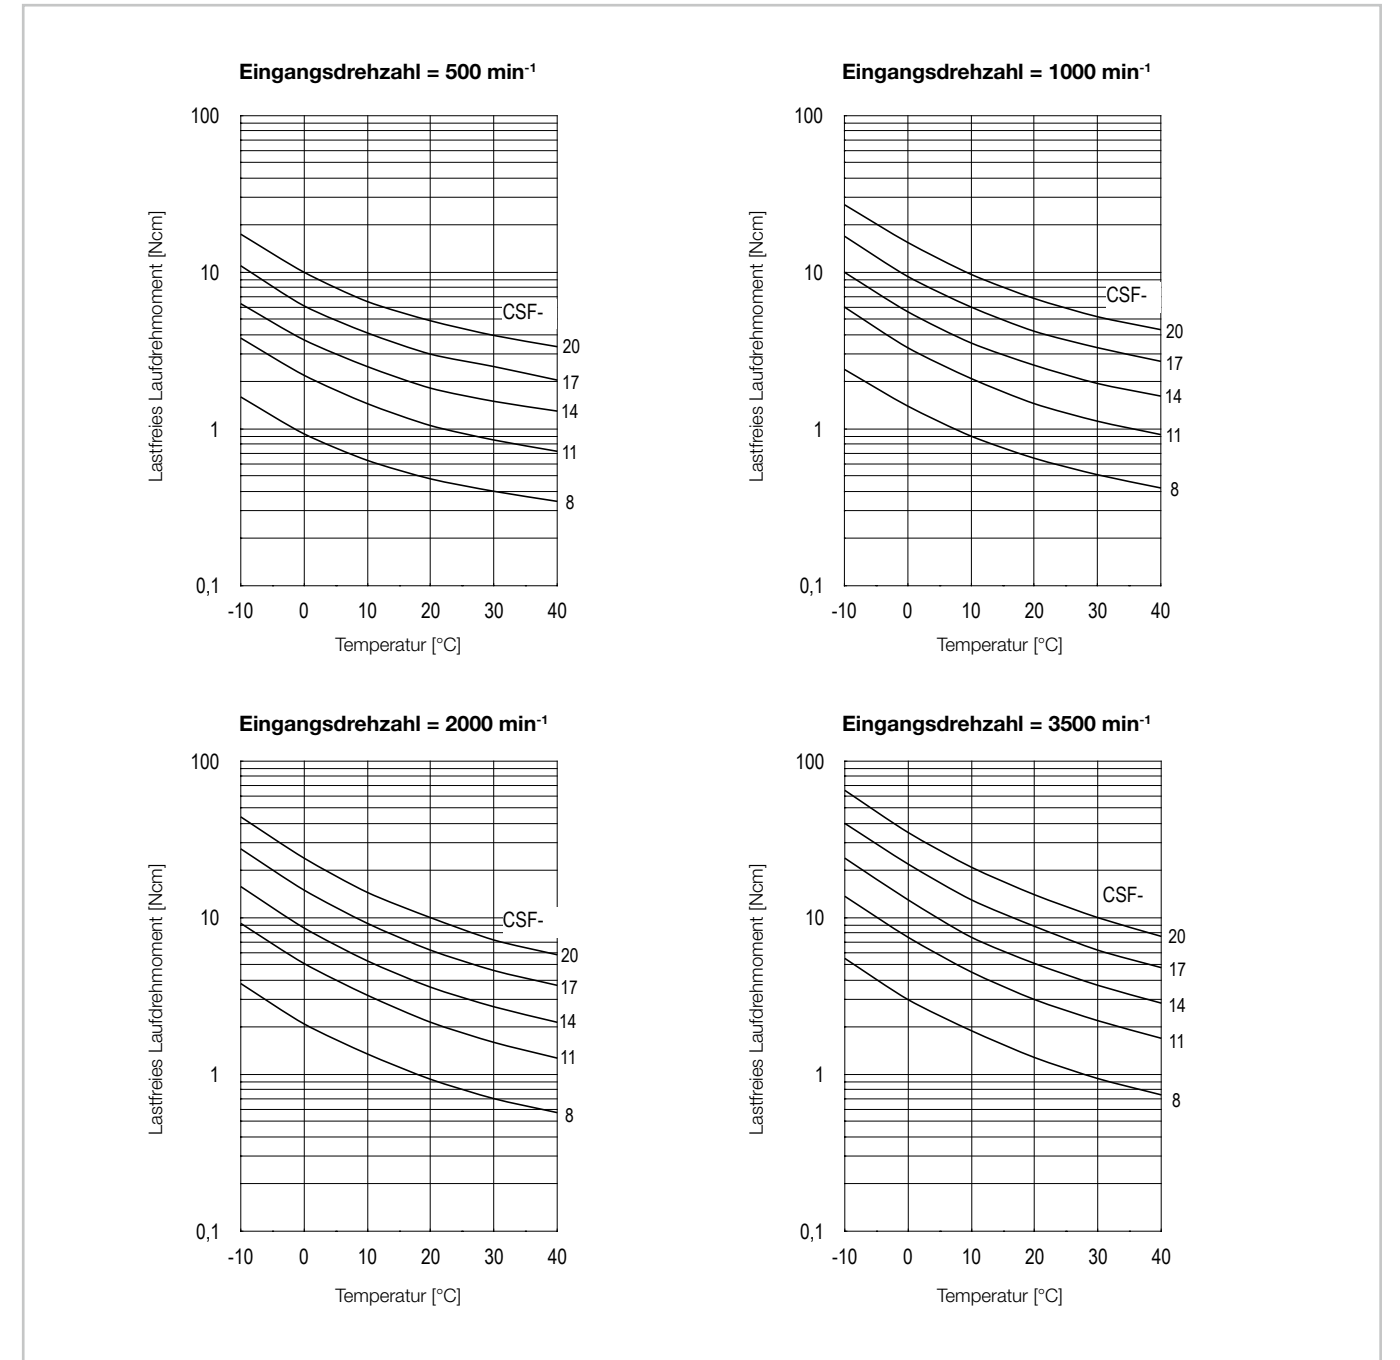 Eingangsdrehzahl = 500 min-1
Lastfreies Laufdrehmoment [Ncm]
100
10
1
0,1
CSF-
20
17
14
11
8
-10 0 10 20 30 40
Temperatur [°C]
Eingangsdrehzahl = 1000 min-1
Lastfreies Laufdrehmoment [Ncm]
100
10
1
0,1
CSF-
20
17
14
11
8
-10 0 10 20 30 40
Temperatur [°C]
Eingangsdrehzahl = 2000 min-1
Lastfreies Laufdrehmoment [Ncm]
100
10
1
0,1
CSF-
20
17
14
11
8
-10 0 10 20 30 40
Temperatur [°C]
Eingangsdrehzahl = 3500 min-1
Lastfreies Laufdrehmoment [Ncm]
100
10
1
0,1
CSF-
20
17
14
11
8
-10 0 10 20 30 40
Temperatur [°C]